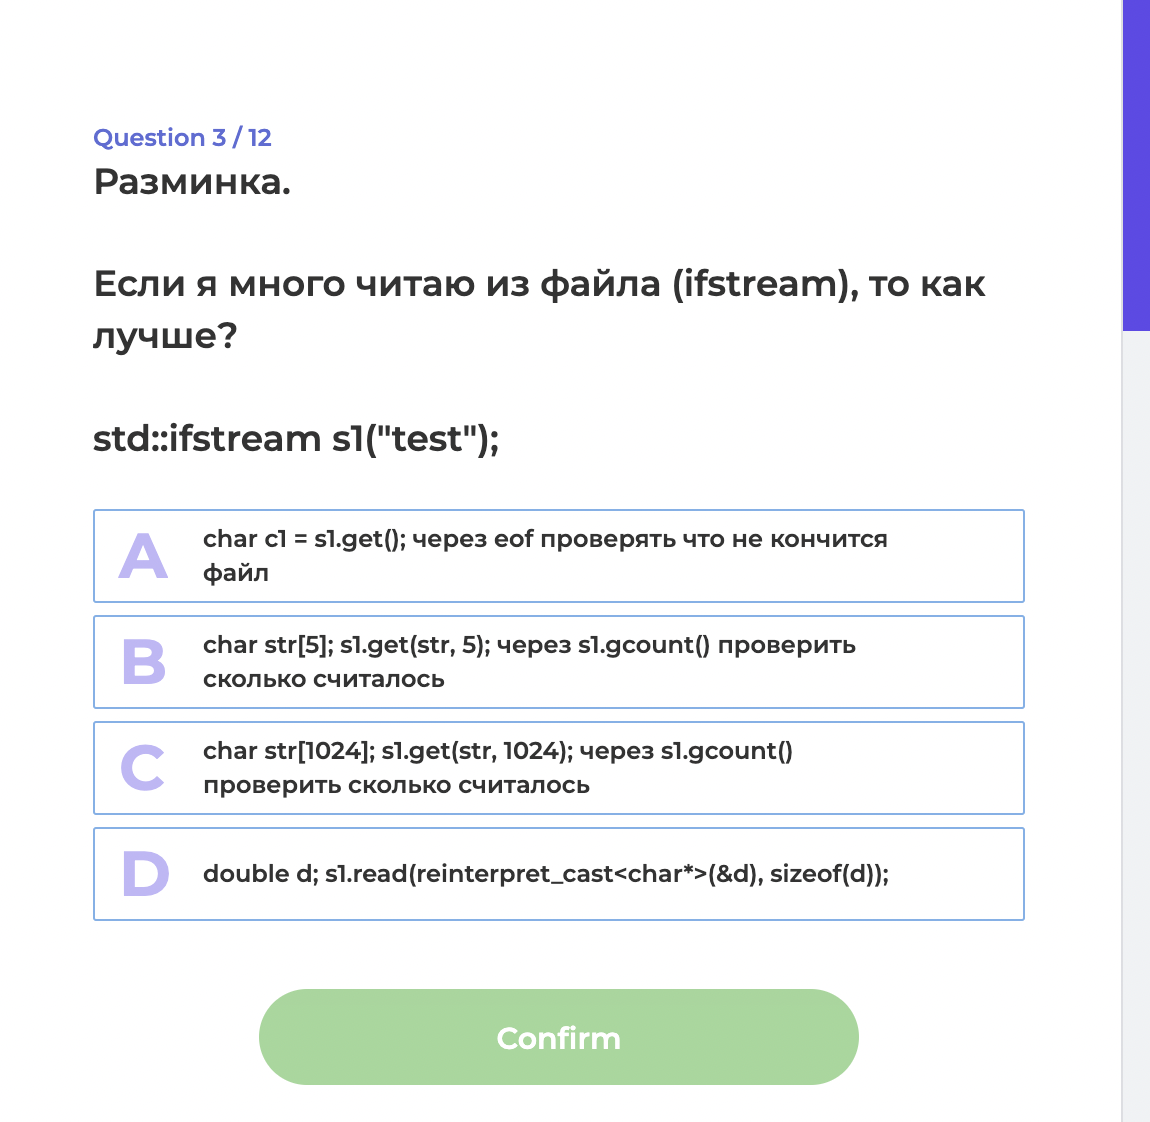 Question 3 / 12
Разминка.
Если я много читаю из файла (ifstream), то как
лучше?
std::ifstream s1("test");
A
char c1 = s1.get(); через eof проверять что не кончится
файл
B
char str[5]; s1.get(str, 5); через s1.gcount() проверить
сколько считалось
C
char str[1024]; s1.get(str, 1024); через s1.gcount()
проверить сколько считалось
D
double d; s1.read(reinterpret_cast<char*>(&d), sizeof(d));
Confirm